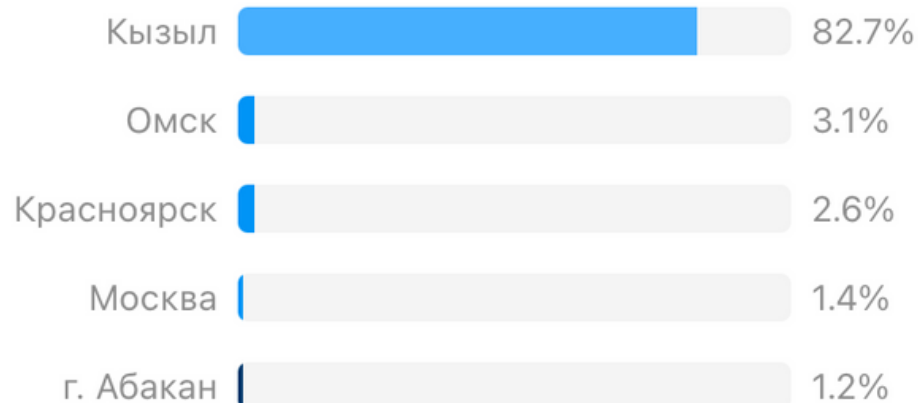 Кызыл 82.7%
Омск 3.1%
Красноярск 2.6%
Москва 1.4%
г. Абакан 1.2%